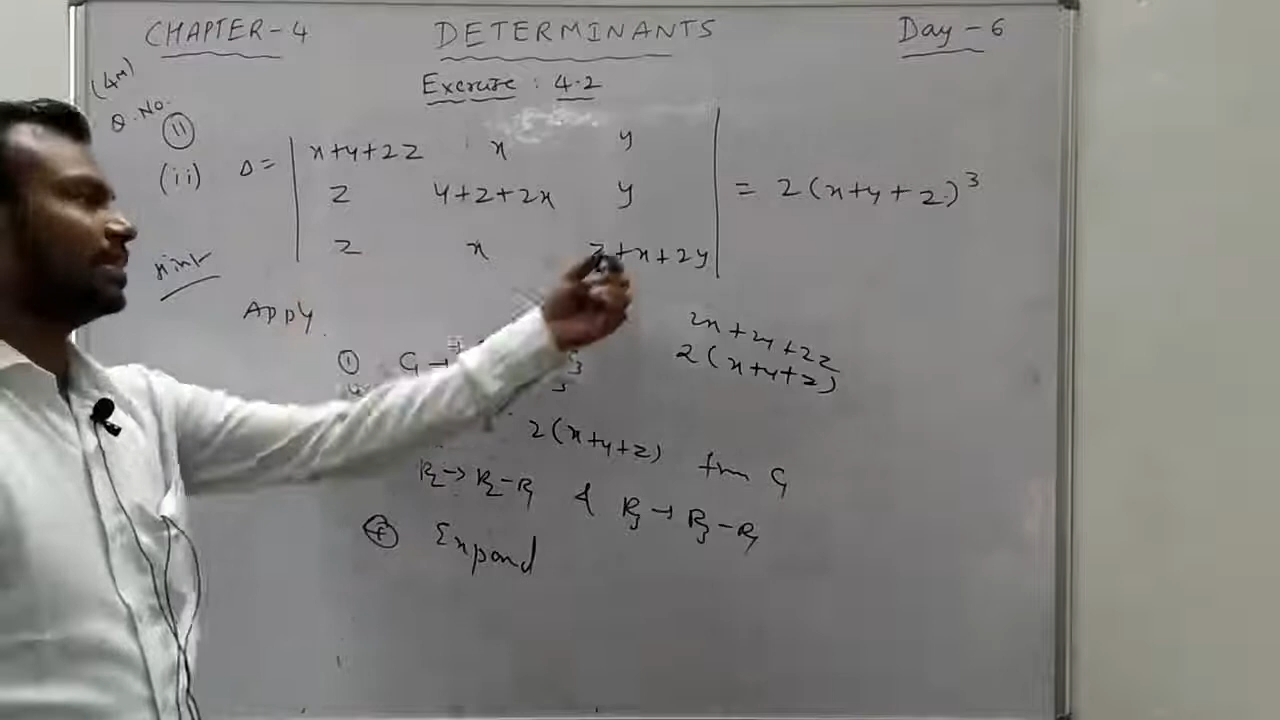 CHAPTER-4 DETERMINANTS Day-6
Exercise: 4.2
(4M)
Q.No. 11
(ii) Δ= | x+y+2z x y |
| z y+z+2x y | = 2(x+y+z)³
| z x z+x+2y |
Hint
Apply
① C₁→
2x+2y+2z
2(x+y+z)
2(x+y+z) from C₁
R₂→R₂-R₁ & R₃→R₃-R₁
Expand